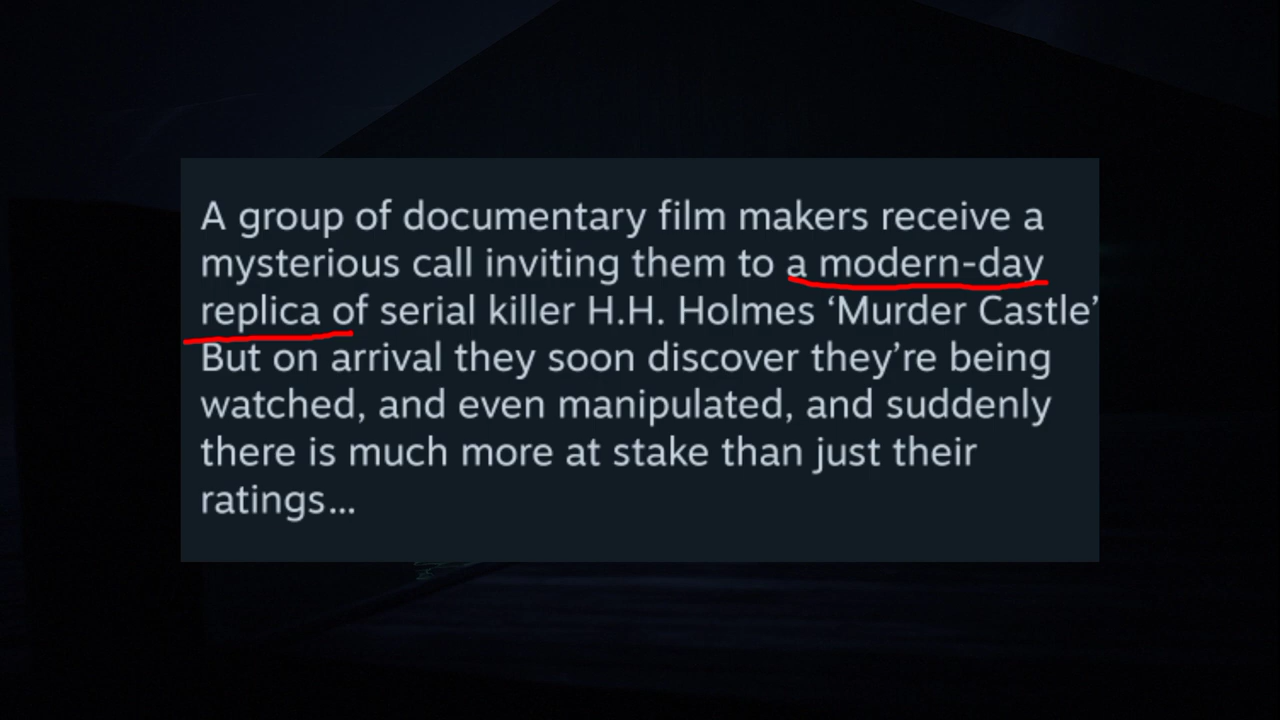 A group of documentary film makers receive a
mysterious call inviting them to a modern-day
replica of serial killer H.H. Holmes ‘Murder Castle’
But on arrival they soon discover they’re being
watched, and even manipulated, and suddenly
there is much more at stake than just their
ratings...